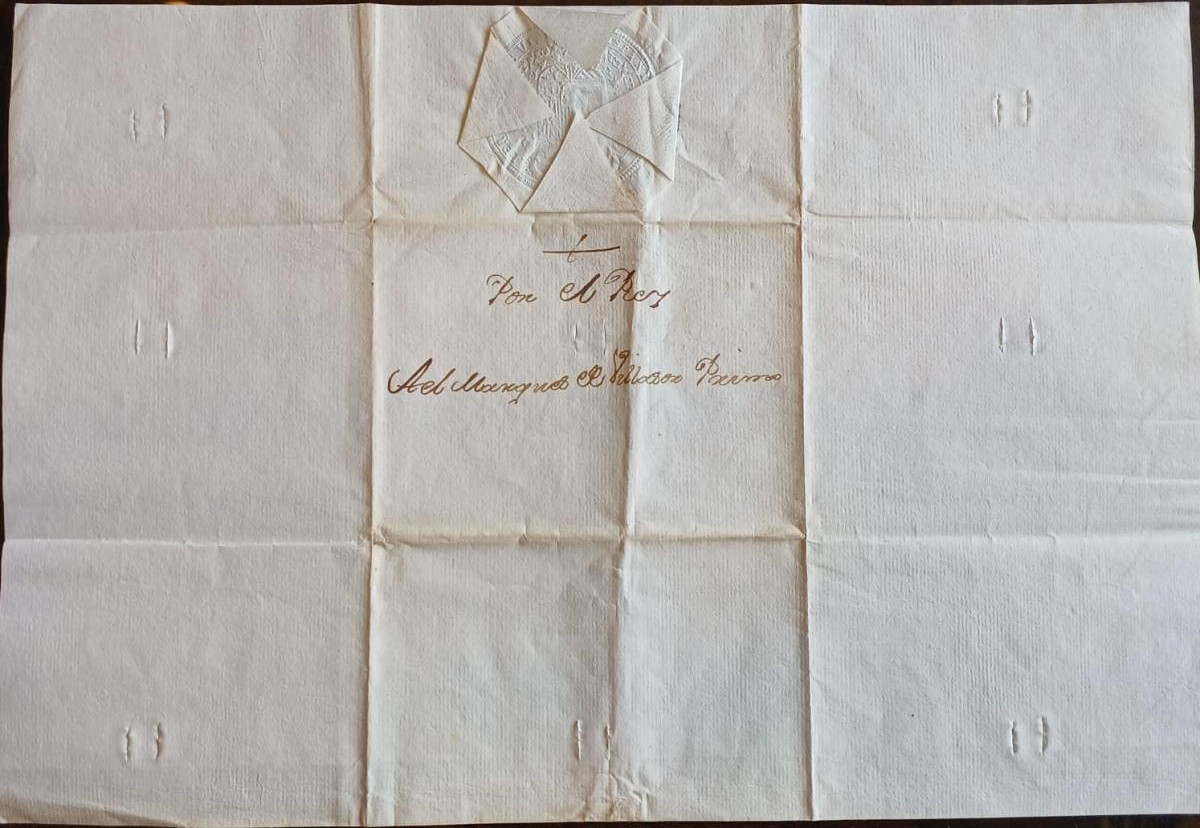 Por el Rey
Al Marques de Villasor Primo